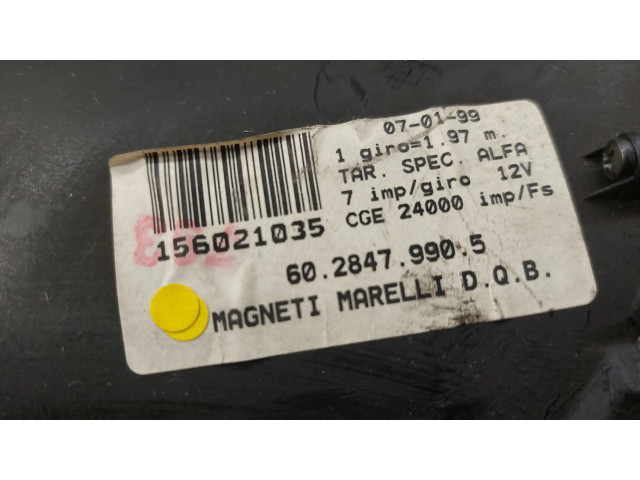 07-01-99
1 giro=1.97 m.
TAR. SPEC. ALFA
7 imp/giro 12V
CGE 24000 imp/Fs
156021035
60.2847.990.5
MAGNETI MARELLI D.Q.B.